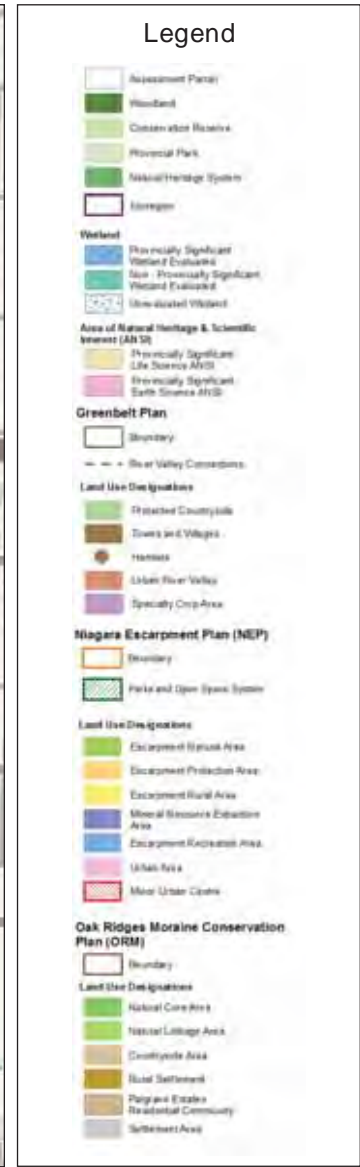 Legend
Assessment Parcel
Woodland
Conservation Reserve
Provincial Park
Natural Heritage System
Ecoregion
Wetland
Provincially Significant
Wetland Evaluated
Non - Provincially Significant
Wetland Evaluated
Unevaluated Wetland
Area of Natural Heritage & Scientific
Interest (ANSI)
Provincially Significant
Life Science ANSI
Provincially Significant
Earth Science ANSI
Greenbelt Plan
Boundary
River Valley Connections
Land Use Designations
Protected Countryside
Towns and Villages
Hamlets
Urban River Valley
Specialty Crop Area
Niagara Escarpment Plan (NEP)
Boundary
Parks and Open Space System
Land Use Designations
Escarpment Natural Area
Escarpment Protection Area
Escarpment Rural Area
Mineral Resource Extraction
Area
Escarpment Recreation Area
Urban Area
Minor Urban Centre
Oak Ridges Moraine Conservation
Plan (ORM)
Boundary
Land Use Designations
Natural Core Area
Natural Linkage Area
Countryside Area
Rural Settlement
Palgrave Estates
Residential Community
Settlement Area